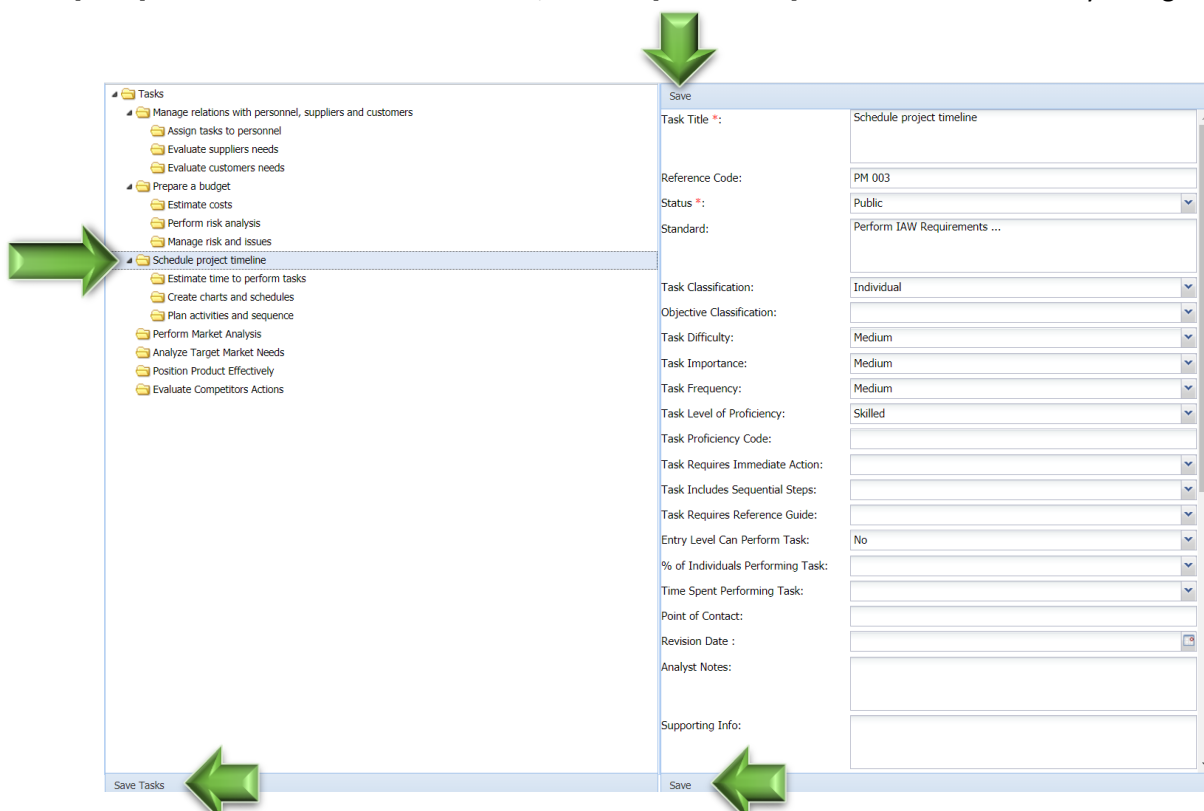 Tasks
Manage relations with personnel, suppliers and customers
Assign tasks to personnel
Evaluate suppliers needs
Evaluate customers needs
Prepare a budget
Estimate costs
Perform risk analysis
Manage risk and issues
Schedule project timeline
Estimate time to perform tasks
Create charts and schedules
Plan activities and sequence
Perform Market Analysis
Analyze Target Market Needs
Position Product Effectively
Evaluate Competitors Actions
Save Tasks
Save
Task Title *: Schedule project timeline
Reference Code: PM 003
Status *: Public
Standard: Perform IAW Requirements ...
Task Classification: Individual
Objective Classification:
Task Difficulty: Medium
Task Importance: Medium
Task Frequency: Medium
Task Level of Proficiency: Skilled
Task Proficiency Code:
Task Requires Immediate Action:
Task Includes Sequential Steps:
Task Requires Reference Guide:
Entry Level Can Perform Task: No
% of Individuals Performing Task:
Time Spent Performing Task:
Point of Contact:
Revision Date :
Analyst Notes:
Supporting Info:
Save